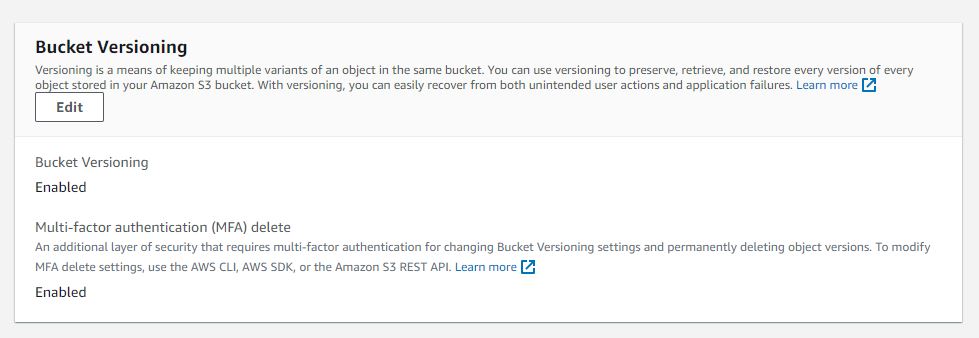 Bucket Versioning
Versioning is a means of keeping multiple variants of an object in the same bucket. You can use versioning to preserve, retrieve, and restore every version of every
object stored in your Amazon S3 bucket. With versioning, you can easily recover from both unintended user actions and application failures. Learn more
Edit
Bucket Versioning
Enabled
Multi-factor authentication (MFA) delete
An additional layer of security that requires multi-factor authentication for changing Bucket Versioning settings and permanently deleting object versions. To modify
MFA delete settings, use the AWS CLI, AWS SDK, or the Amazon S3 REST API. Learn more
Enabled